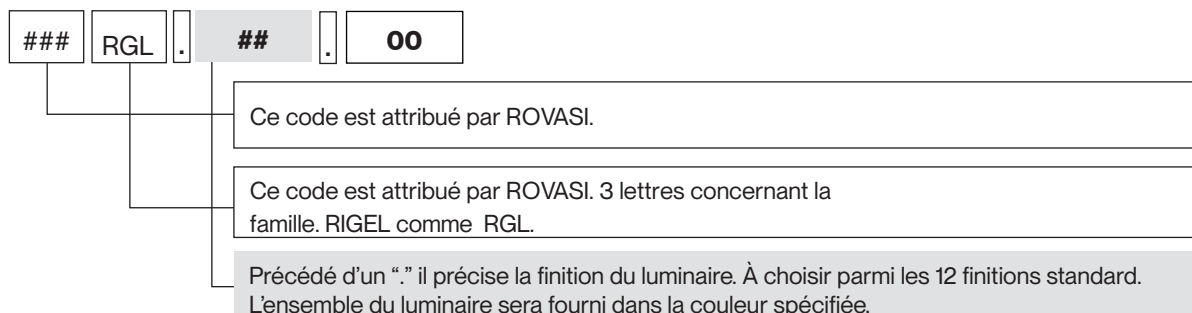 ### RGL . ## . 00
Ce code est attribué par ROVASI.
Ce code est attribué par ROVASI. 3 lettres concernant la
famille. RIGEL comme RGL.
Précédé d’un “.” il précise la finition du luminaire. À choisir parmi les 12 finitions standard.
L’ensemble du luminaire sera fourni dans la couleur spécifiée.